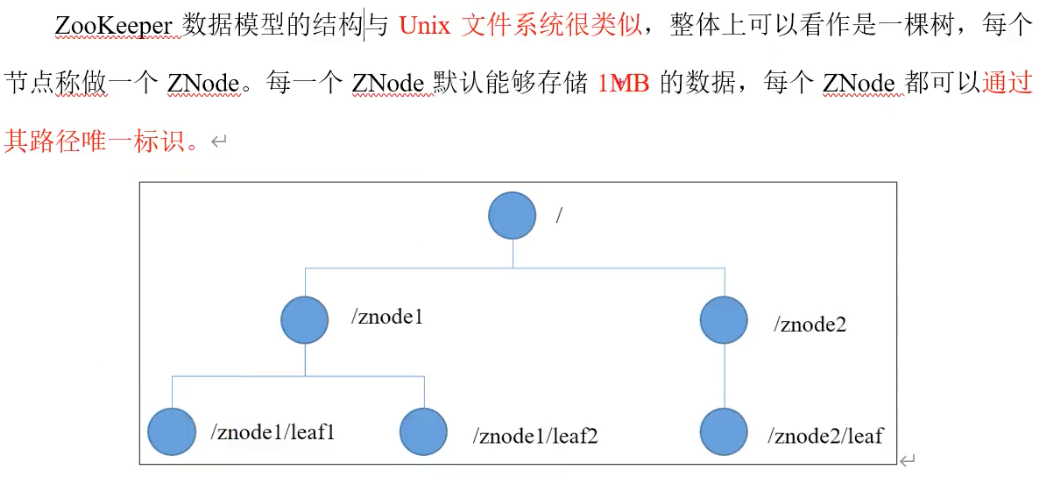 ZooKeeper 数据模型的结构与 Unix 文件系统很类似，整体上可以看作是一棵树，每个
节点称做一个 ZNode。每一个 ZNode 默认能够存储 1MB 的数据，每个 ZNode 都可以通过
其路径唯一标识。
/
/znode1
/znode2
/znode1/leaf1
/znode1/leaf2
/znode2/leaf